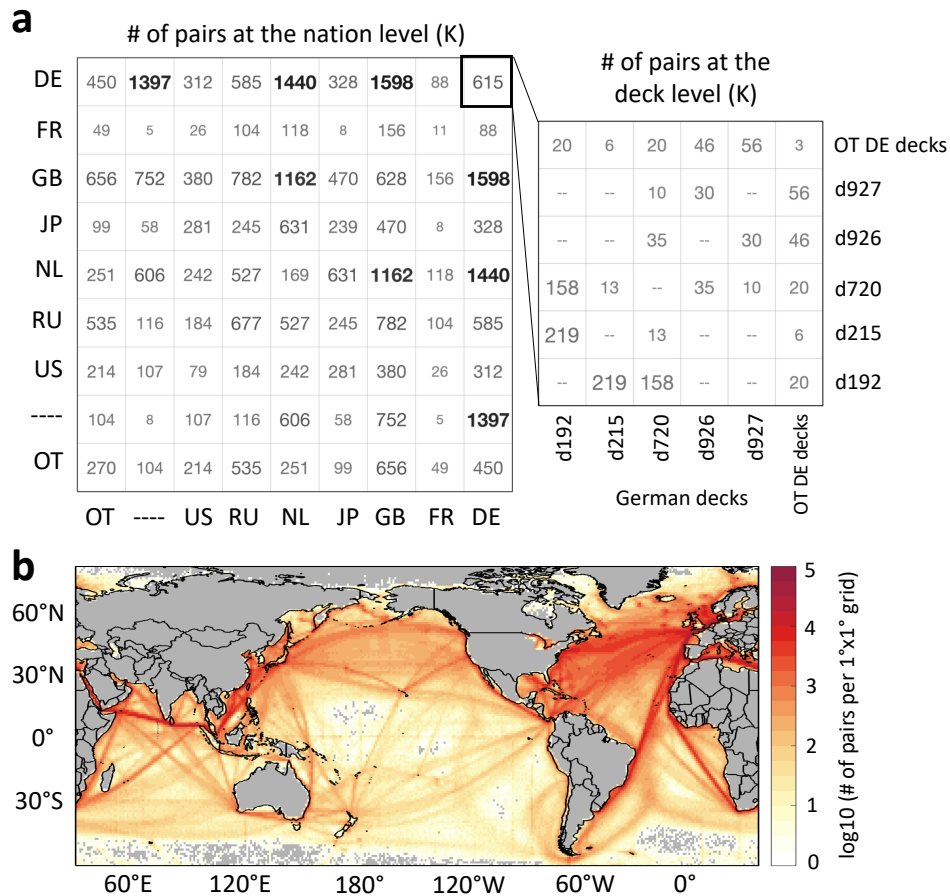 a
# of pairs at the nation level (K)
DE 450 1397 312 585 1440 328 1598 88 615
FR 49 5 26 104 118 8 156 11 88
GB 656 752 380 782 1162 470 628 156 1598
JP 99 58 281 245 631 239 470 8 328
NL 251 606 242 527 169 631 1162 118 1440
RU 535 116 184 677 527 245 782 104 585
US 214 107 79 184 242 281 380 26 312
---- 104 8 107 116 606 58 752 5 1397
OT 270 104 214 535 251 99 656 49 450
OT ---- US RU NL JP GB FR DE
# of pairs at the
deck level (K)
20 6 20 46 56 3 OT DE decks
-- -- 10 30 -- 56 d927
-- -- 35 -- 30 46 d926
158 13 -- 35 10 20 d720
219 -- 13 -- -- 6 d215
-- 219 158 -- -- 20 d192
d192 d215 d720 d926 d927 OT DE decks
German decks
b
60°N
30°N
0°
30°S
60°E 120°E 180° 120°W 60°W 0°
5
4
3
2
1
0
log10 (# of pairs per 1°x1° grid)